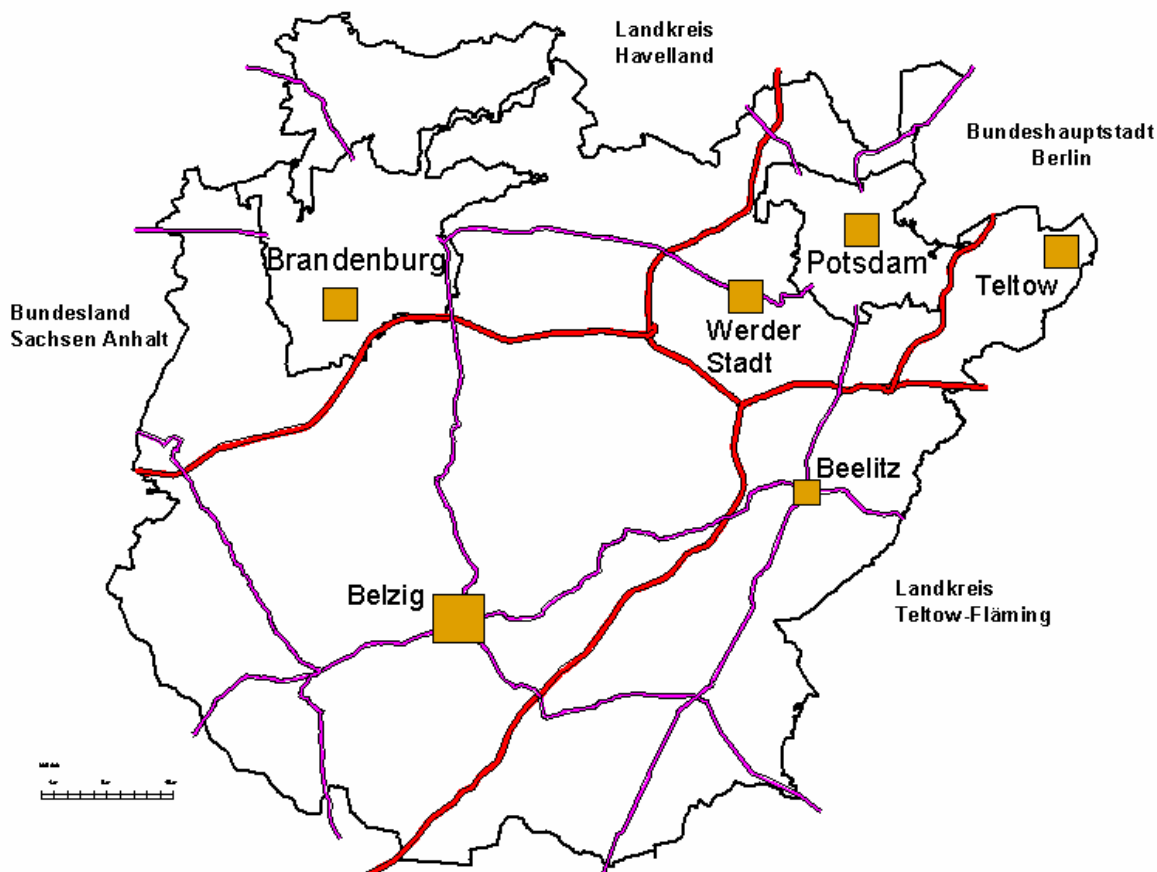 Landkreis
Havelland
Bundeshauptstadt
Berlin
Brandenburg
Potsdam
Teltow
Bundesland
Sachsen Anhalt
Werder
Stadt
Beelitz
Belzig
Landkreis
Teltow-Fläming